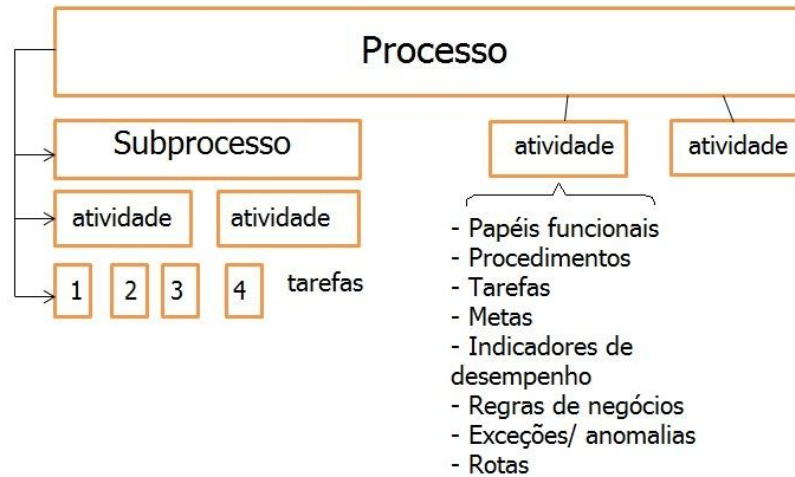 Processo
Subprocesso
atividade
atividade
1
2
3
4
tarefas
atividade
atividade
- Papéis funcionais
- Procedimentos
- Tarefas
- Metas
- Indicadores de
desempenho
- Regras de negócios
- Exceções/ anomalias
- Rotas